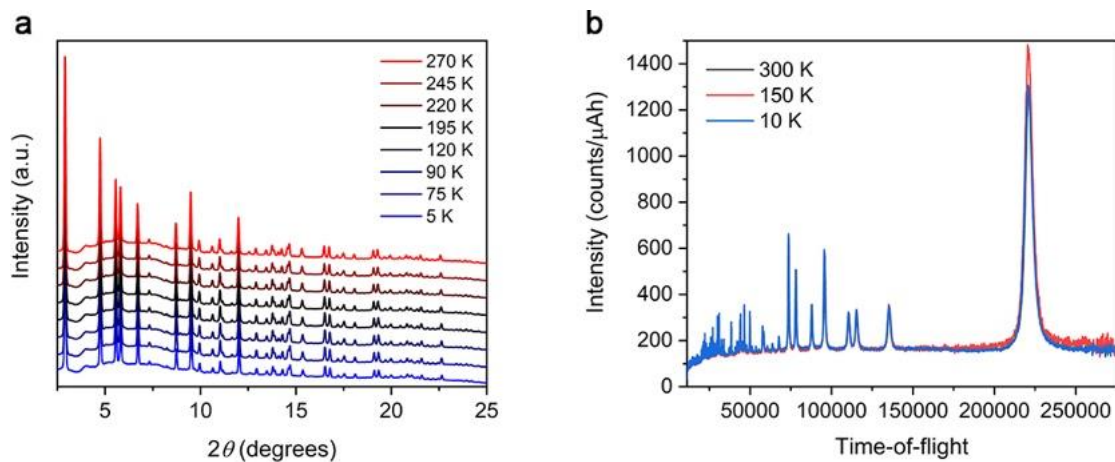 a
270 K
245 K
220 K
195 K
120 K
90 K
75 K
5 K
Intensity (a.u.)
5 10 15 20 25
2θ (degrees)
b
300 K
150 K
10 K
Intensity (counts/μAh)
1400
1200
1000
800
600
400
200
0
50000 100000 150000 200000 250000
Time-of-flight